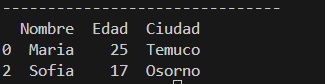 -------------------------------
  Nombre  Edad  Ciudad
0  Maria    25  Temuco
2  Sofia    17  Osorno